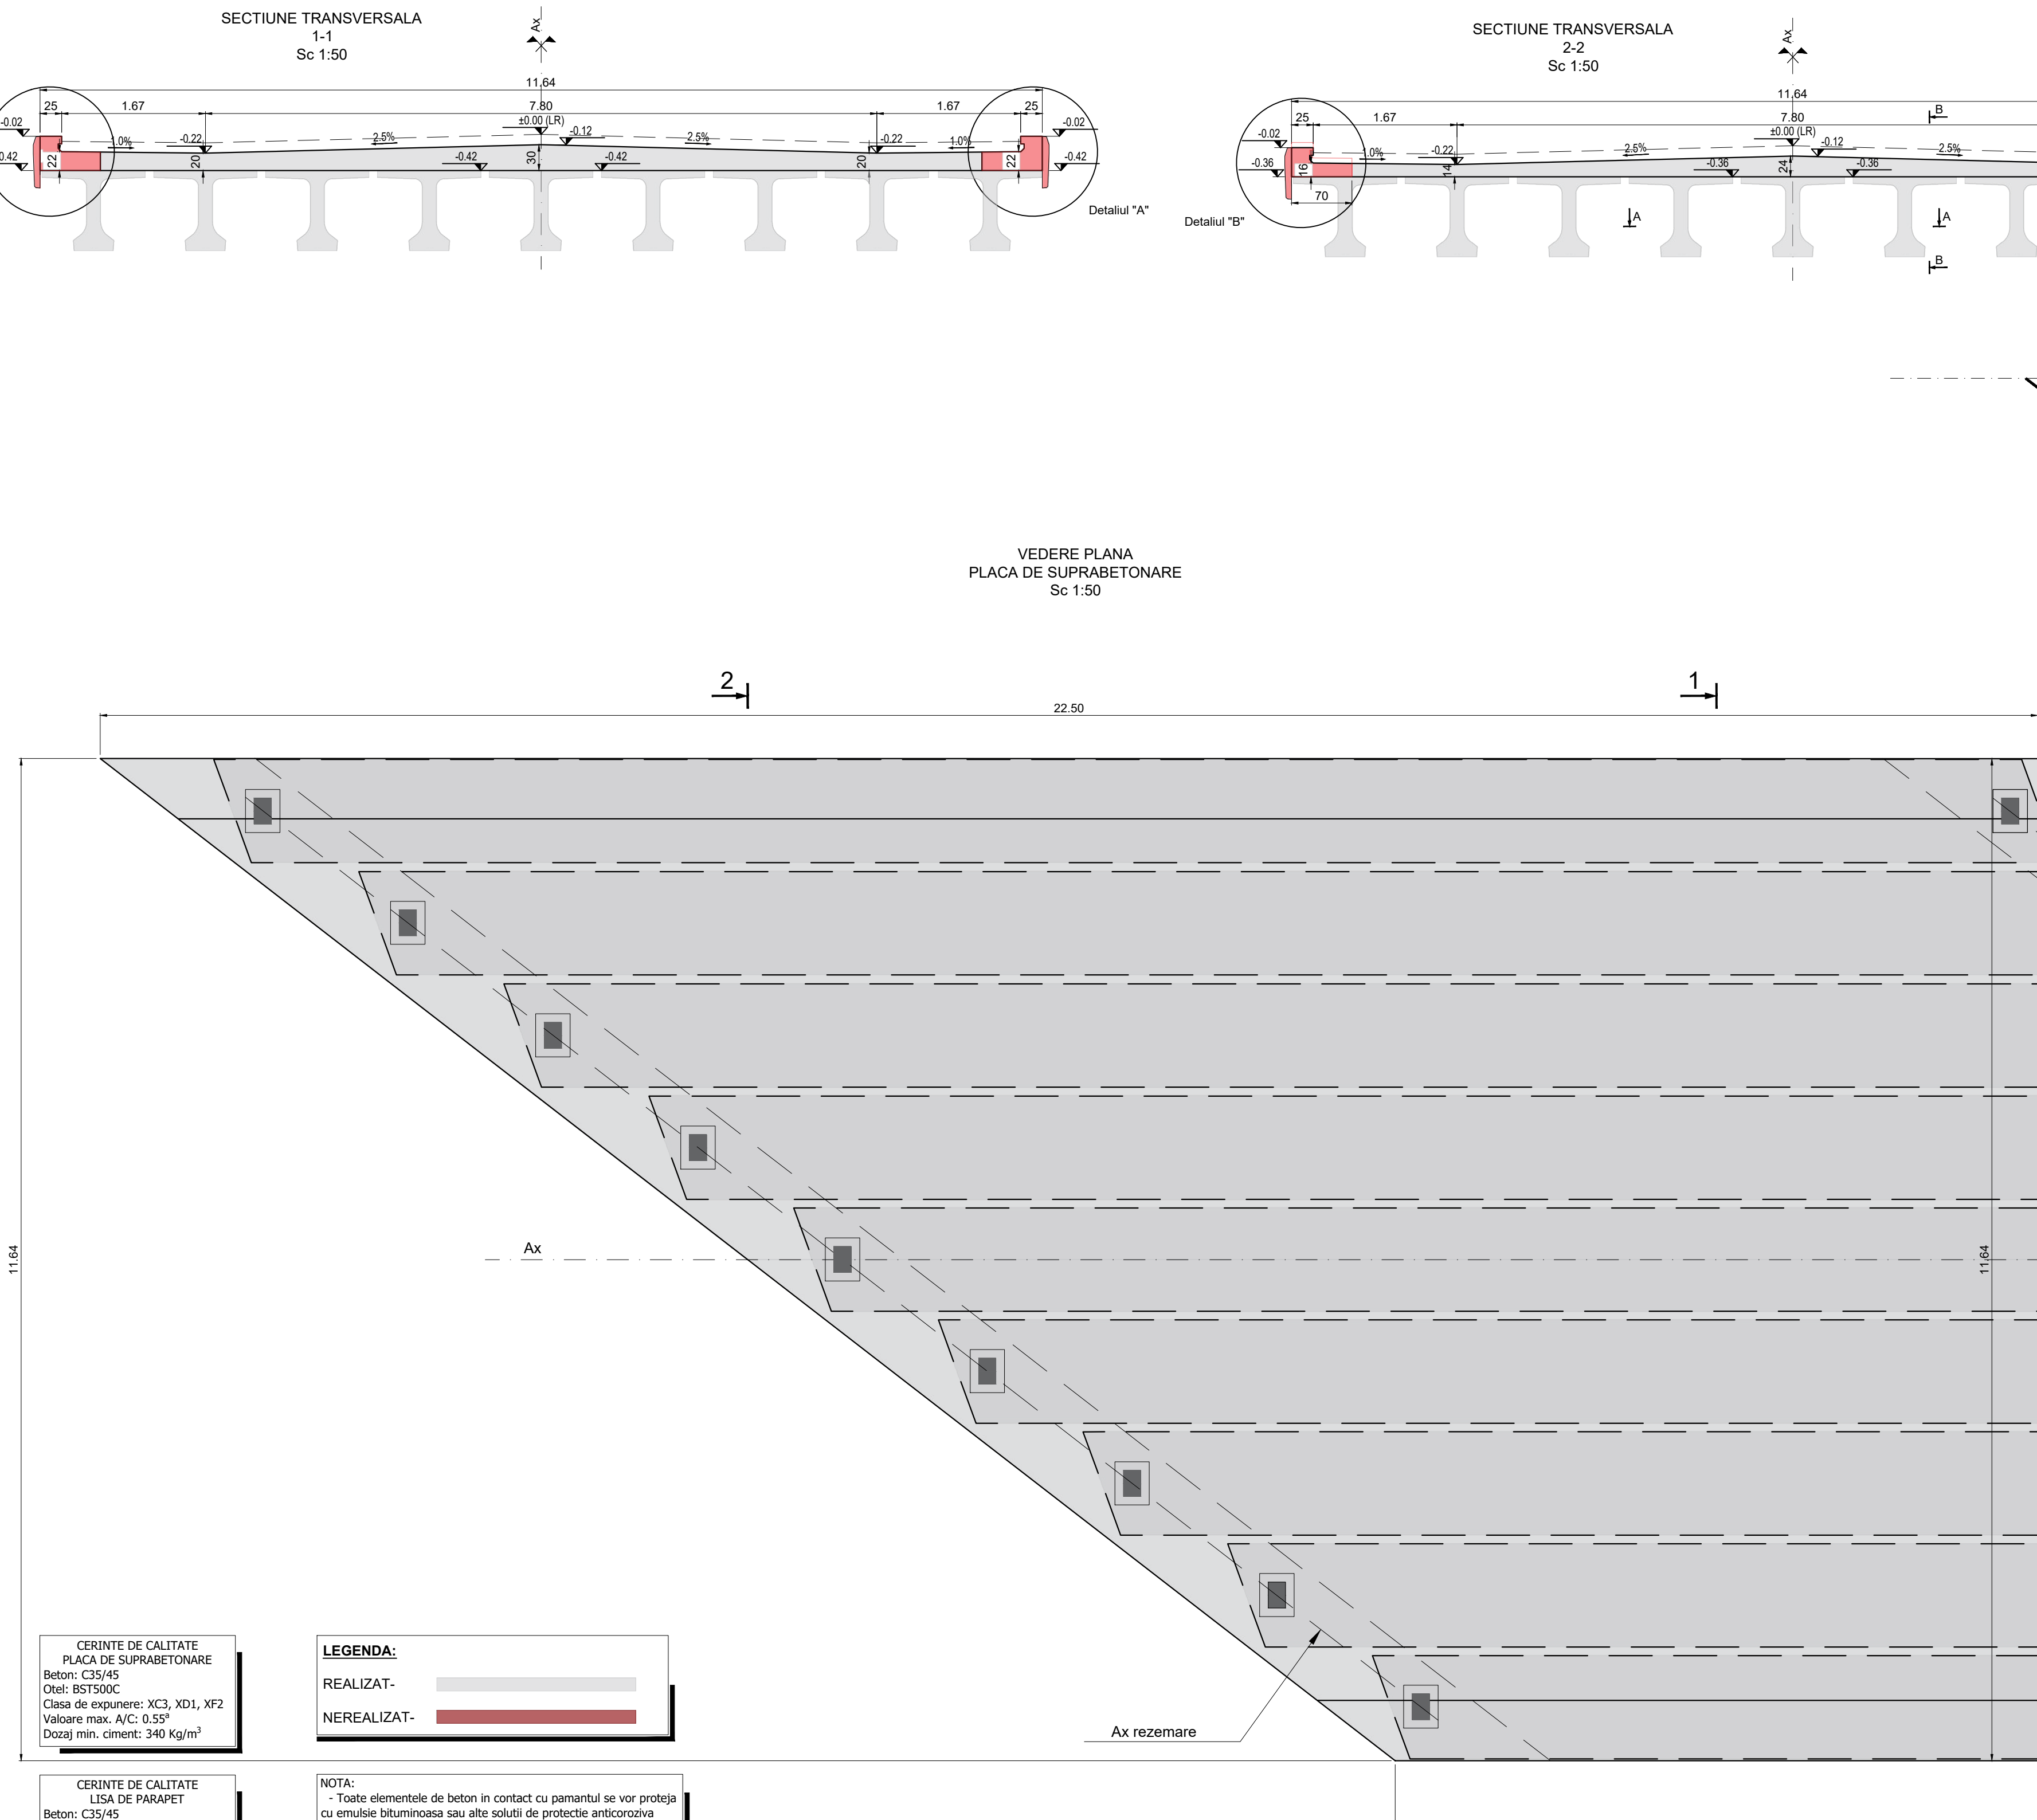 SECTIUNE TRANSVERSALA
1-1
Sc 1:50
Ax
11.64
25
1.67
7.80
1.67
25
-0.02
±0.00 (LR)
-0.12
-0.02
1.0%
-0.22
2.5%
2.5%
-0.22
1.0%
0.42
22
20
-0.42
30
-0.42
20
22
-0.42
Detaliul "A"
SECTIUNE TRANSVERSALA
2-2
Sc 1:50
Ax
11.64
B
25
1.67
7.80
-0.02
±0.00 (LR)
-0.12
1.0%
-0.22
2.5%
2.5%
-0.36
16
14
-0.36
24
-0.36
70
A
A
Detaliul "B"
B
VEDERE PLANA
PLACA DE SUPRABETONARE
Sc 1:50
2
1
22.50
11.64
Ax
11.64
Ax rezemare
CERINTE DE CALITATE
PLACA DE SUPRABETONARE
Beton: C35/45
Otel: BST500C
Clasa de expunere: XC3, XD1, XF2
Valoare max. A/C: 0.55ª
Dozaj min. ciment: 340 Kg/m³
LEGENDA:
REALIZAT-
NEREALIZAT-
CERINTE DE CALITATE
LISA DE PARAPET
Beton: C35/45
NOTA:
- Toate elementele de beton in contact cu pamantul se vor proteja
cu emulsie bituminoasa sau alte solutii de protectie anticoroziva